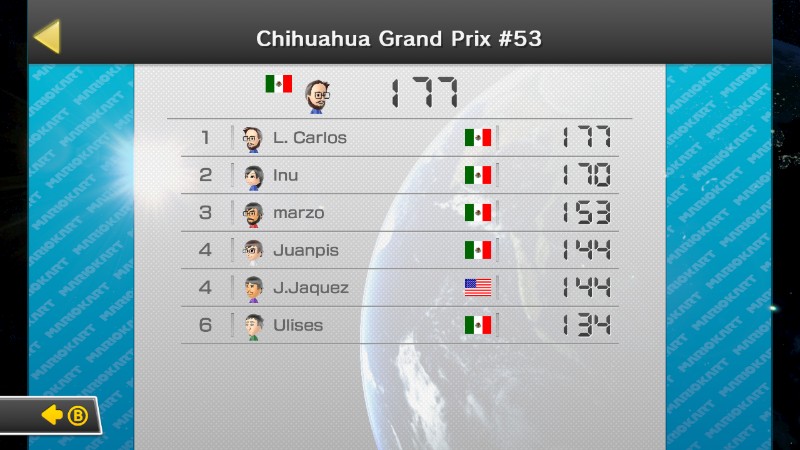 Chihuahua Grand Prix #53
177
1 L. Carlos 177
2 Inu 170
3 marzo 153
4 Juanpis 144
4 J.Jaquez 144
6 Ulises 134
B
MARIOKART